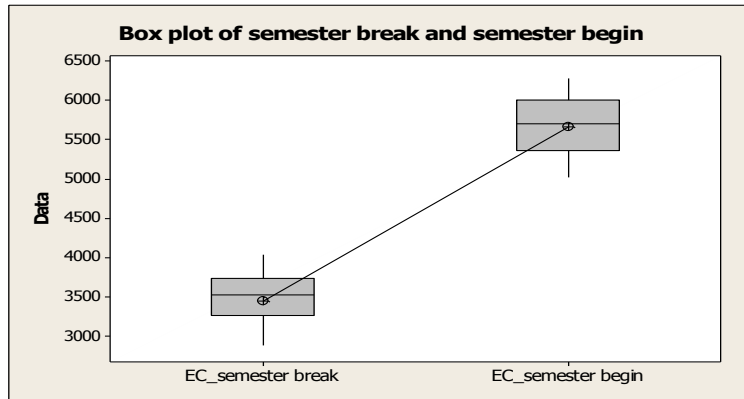 Box plot of semester break and semester begin
6500
6000
5500
5000
4500
4000
3500
3000
Data
EC_semester break
EC_semester begin